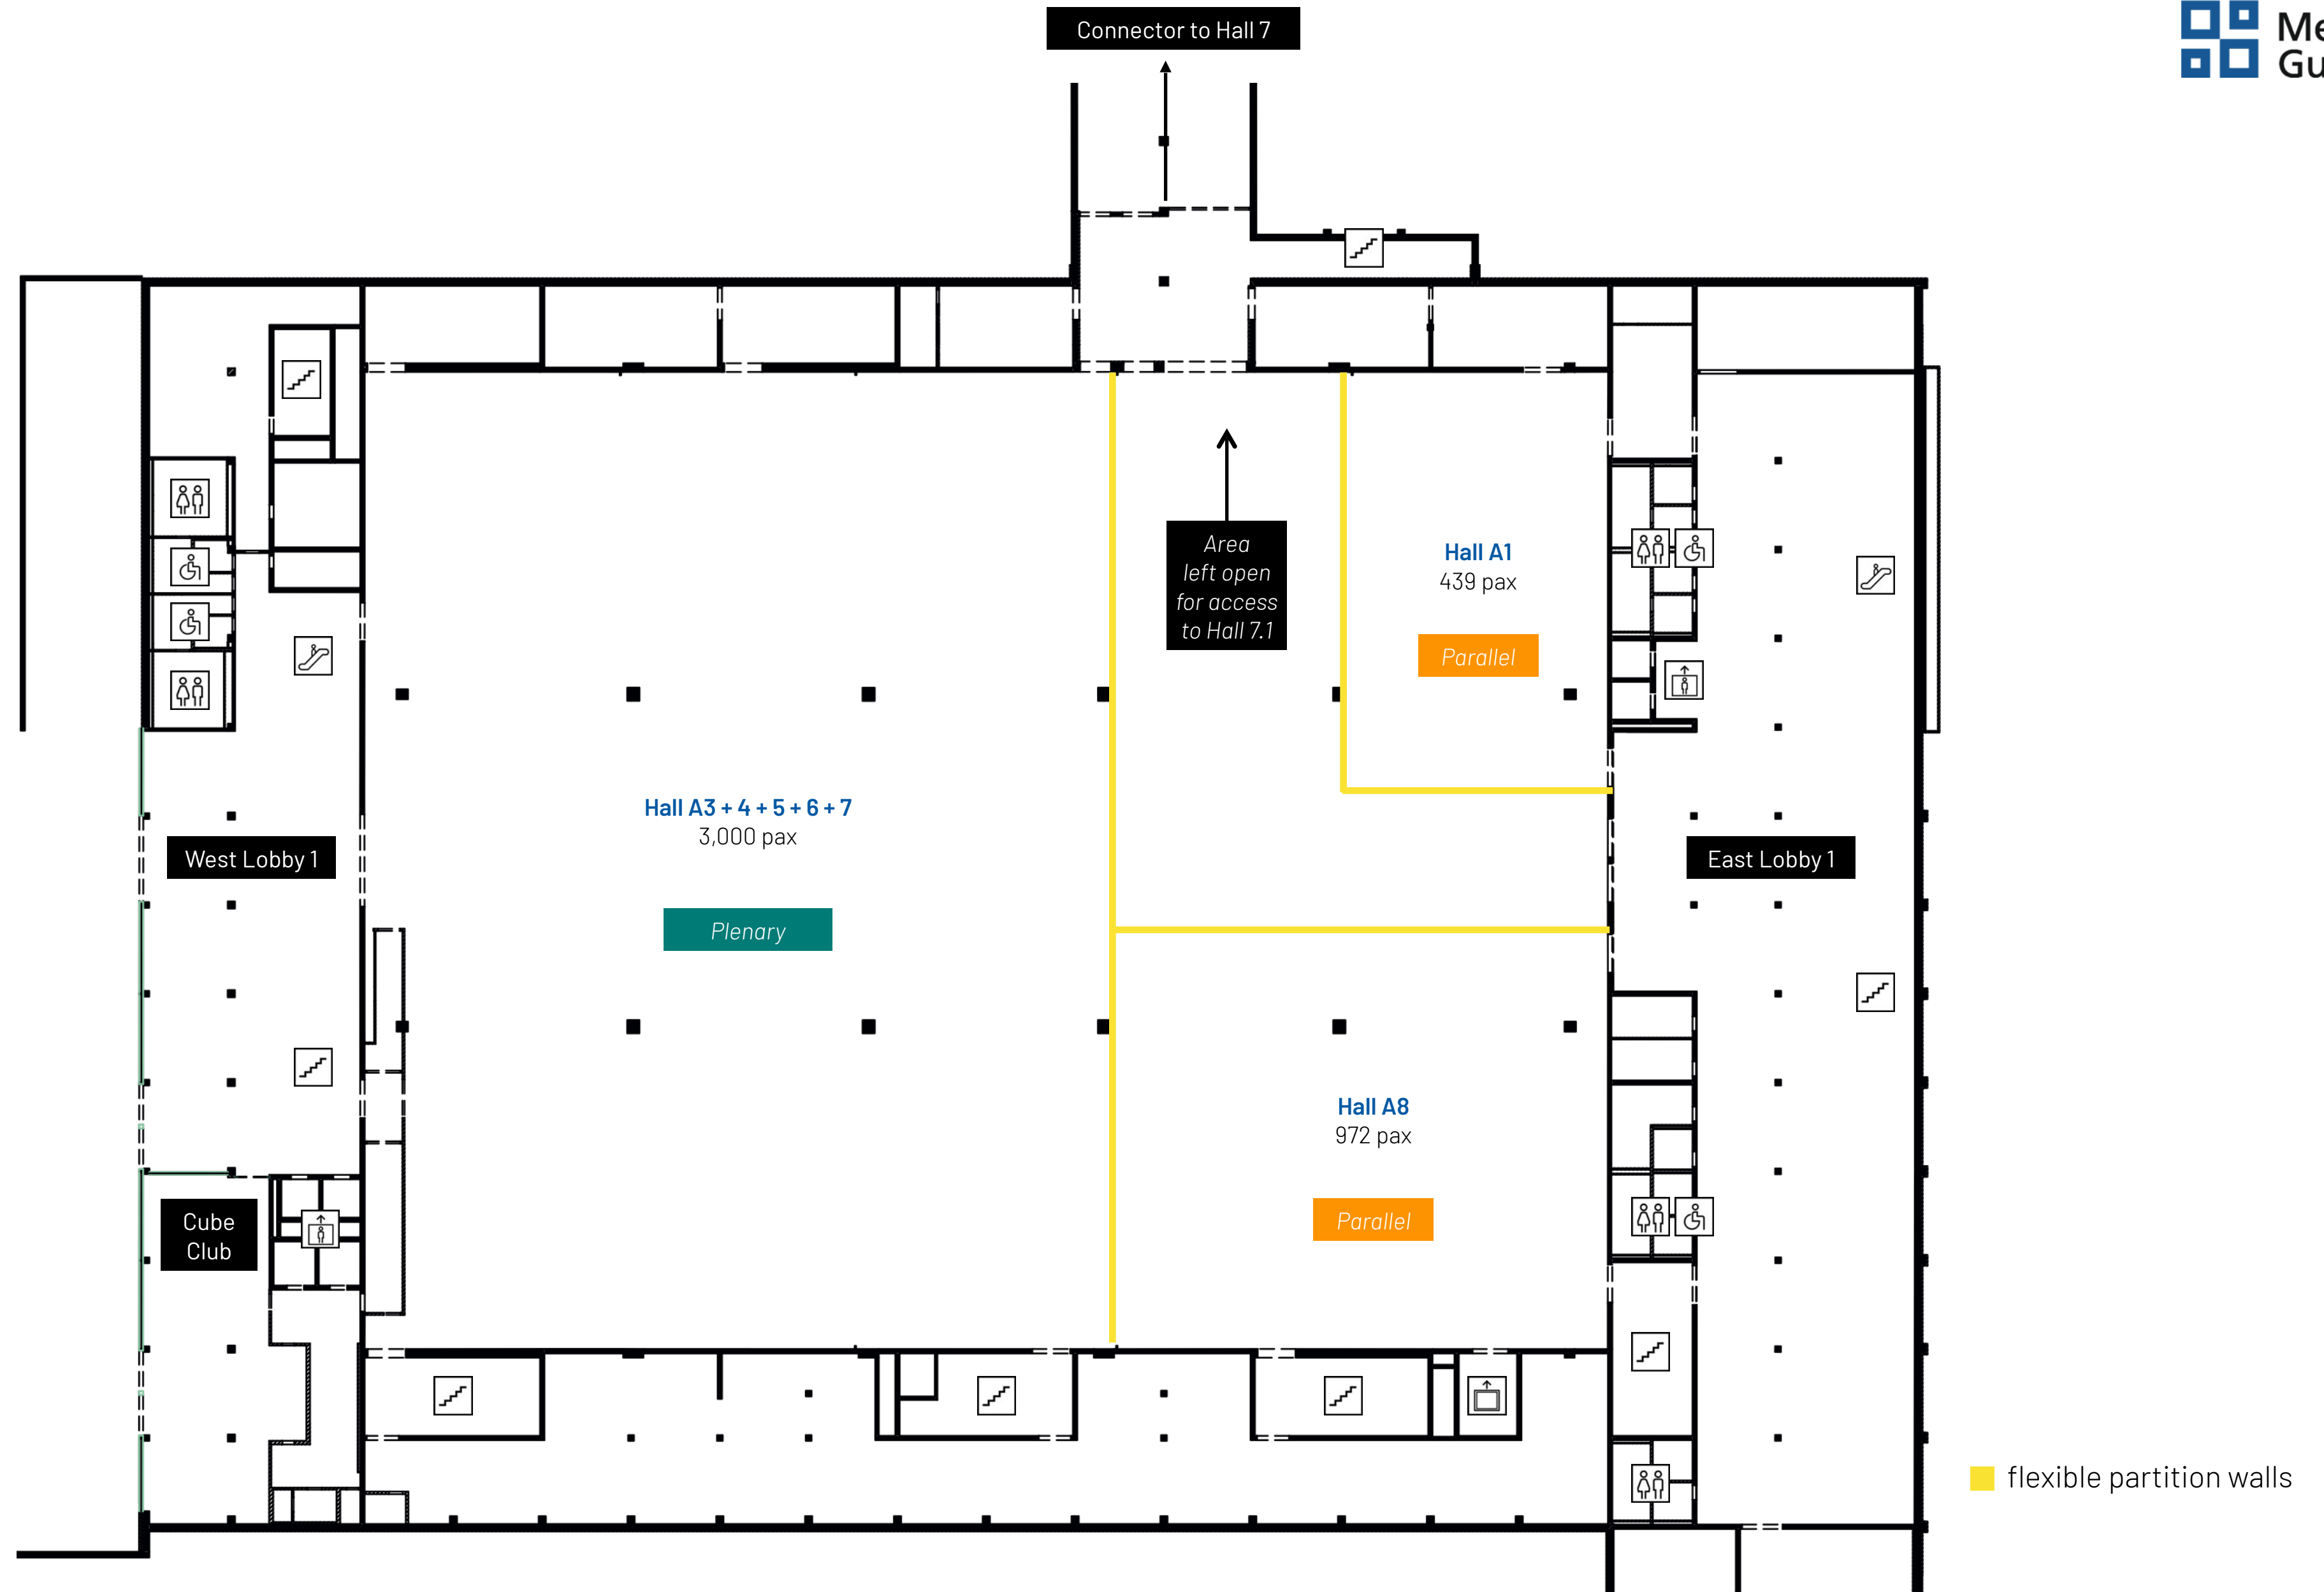 Connector to Hall 7
Area
left open
for access
to Hall 7.1
Hall A1
439 pax
Parallel
Hall A3 + 4 + 5 + 6 + 7
3,000 pax
Plenary
West Lobby 1
East Lobby 1
Hall A8
972 pax
Parallel
Cube
Club
flexible partition walls